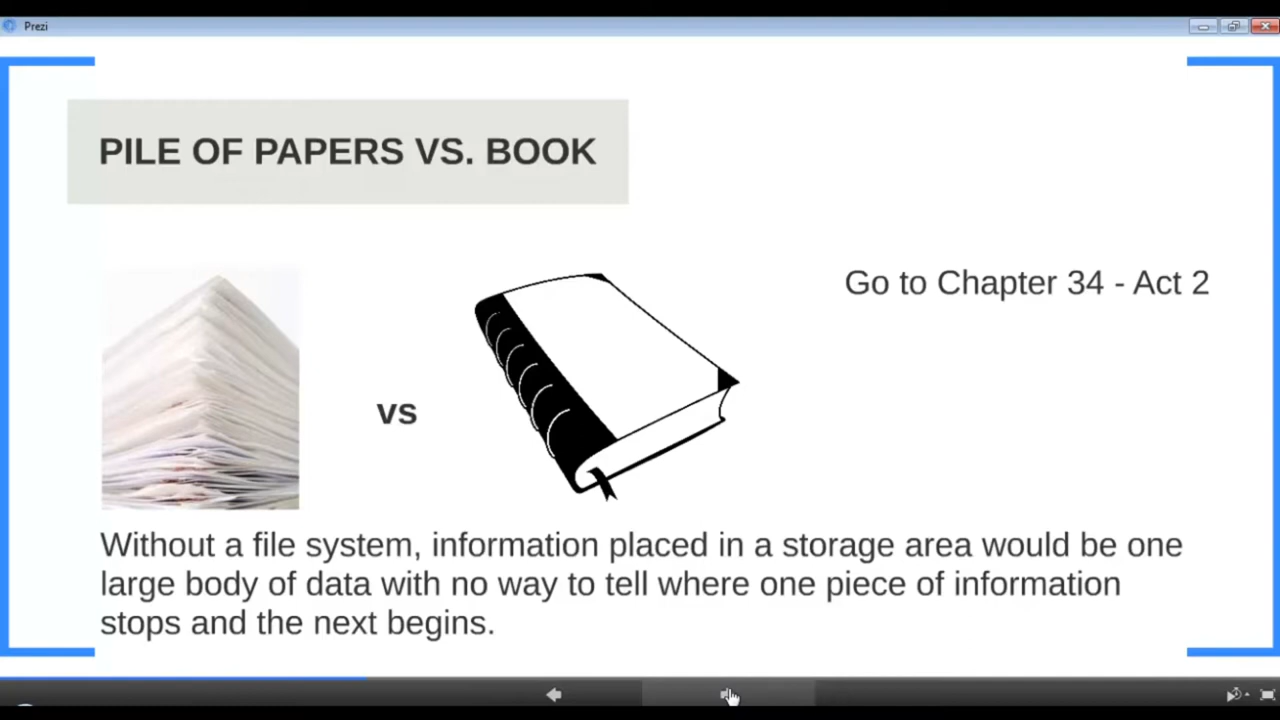 Prezi
PILE OF PAPERS VS. BOOK
Go to Chapter 34 - Act 2
vs
Without a file system, information placed in a storage area would be one
large body of data with no way to tell where one piece of information
stops and the next begins.